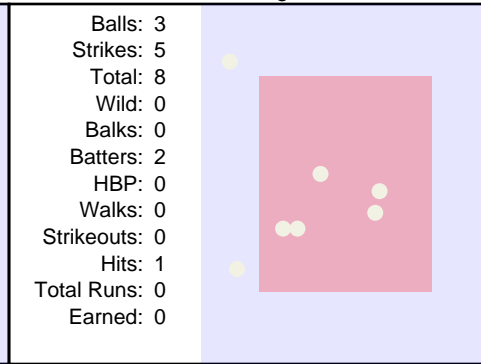 Balls: 3
Strikes: 5
Total: 8
Wild: 0
Balks: 0
Batters: 2
HBP: 0
Walks: 0
Strikeouts: 0
Hits: 1
Total Runs: 0
Earned: 0